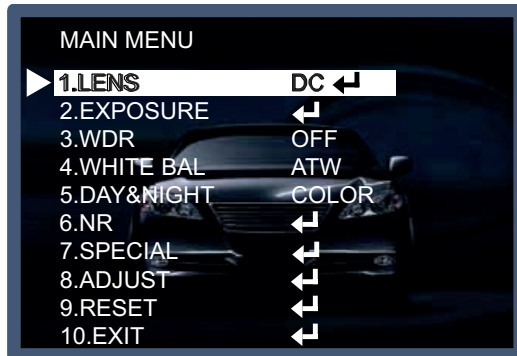 MAIN MENU
1.LENS DC ↵
2.EXPOSURE ↵
3.WDR OFF
4.WHITE BAL ATW
5.DAY&NIGHT COLOR
6.NR ↵
7.SPECIAL ↵
8.ADJUST ↵
9.RESET ↵
10.EXIT ↵